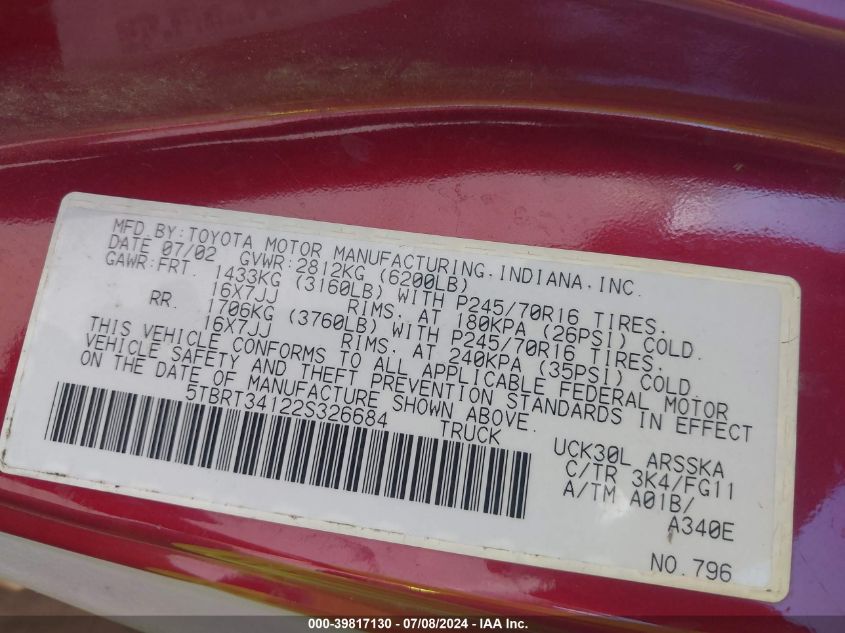 MFD BY:TOYOTA MOTOR MANUFACTURING.INDIANA,INC.
DATE 07/02 GVWR:2812KG (6200LB)
GAWR:FRT. 1433KG (3160LB) WITH P245/70R16 TIRES.
16X7JJ RIMS. AT 180KPA (26PSI) COLD.
RR. 1706KG (3760LB) WITH P245/70R16 TIRES.
16X7JJ RIMS. AT 240KPA (35PSI) COLD.
THIS VEHICLE CONFORMS TO ALL APPLICABLE FEDERAL MOTOR
VEHICLE SAFETY AND THEFT PREVENTION STANDARDS IN EFFECT
ON THE DATE OF MANUFACTURE SHOWN ABOVE.
5TBRT34122S326684 TRUCK
UCK30L ARSSKA
C/TR 3K4/FG11
A/TM A01B/
A340E
NO.796
000-39817130 - 07/08/2024 - IAA Inc.